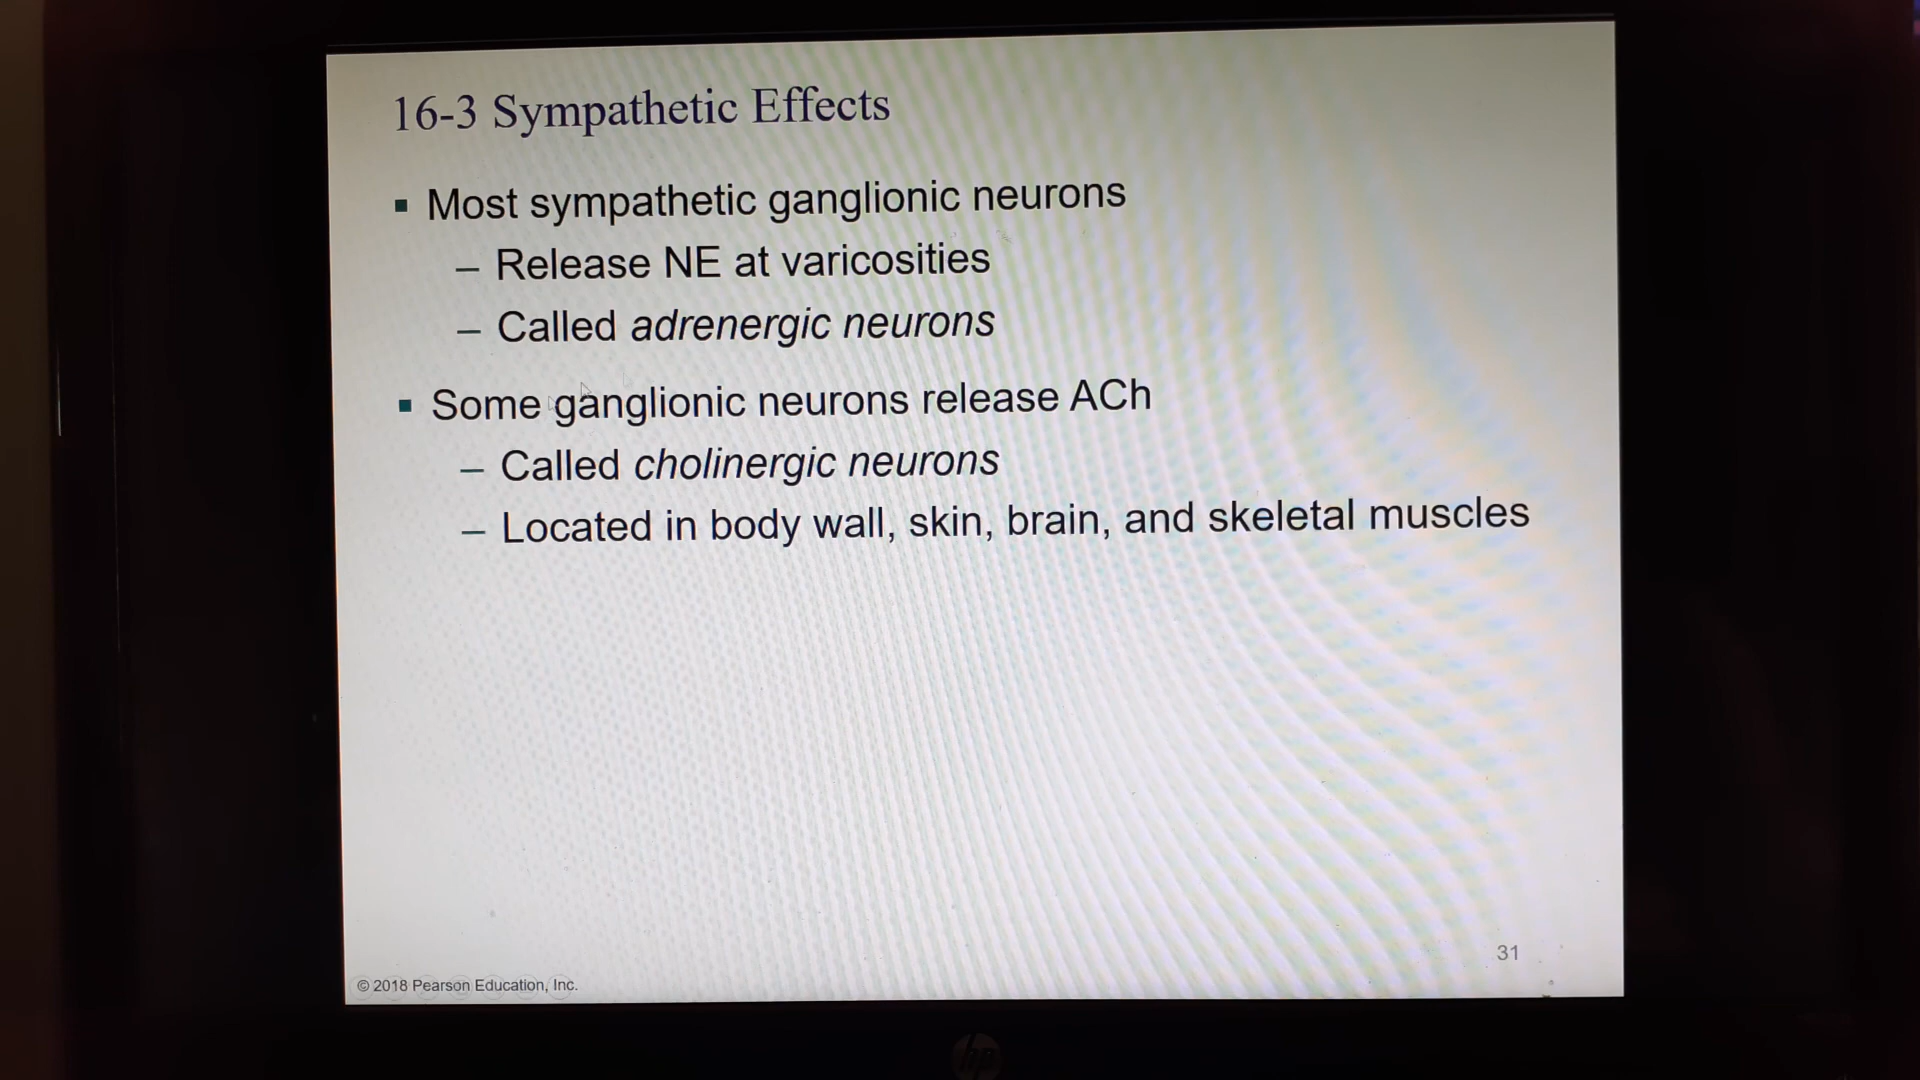 16-3 Sympathetic Effects
▪ Most sympathetic ganglionic neurons
– Release NE at varicosities
– Called adrenergic neurons
▪ Some ganglionic neurons release ACh
– Called cholinergic neurons
– Located in body wall, skin, brain, and skeletal muscles
31
© 2018 Pearson Education, Inc.
hp